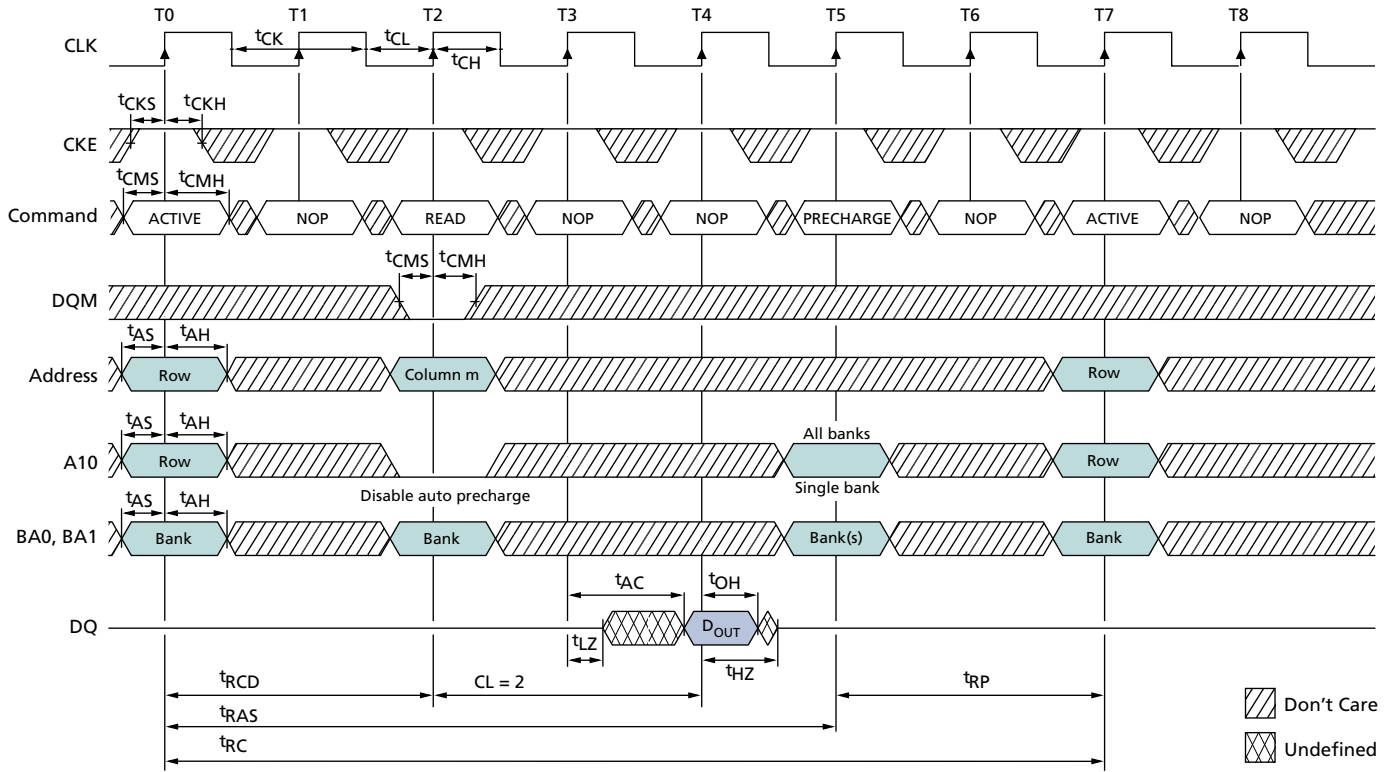 T0 T1 T2 T3 T4 T5 T6 T7 T8
CLK
tCK tCL
tCH
tCKS tCKH
CKE
tCMS tCMH
Command ACTIVE NOP READ NOP NOP PRECHARGE NOP ACTIVE NOP
tCMS tCMH
DQM
tAS tAH
Address Row Column m Row
tAS tAH All banks
A10 Row Row
Disable auto precharge Single bank
tAS tAH
BA0, BA1 Bank Bank Bank(s) Bank
tAC tOH
DQ DOUT
tLZ tHZ
tRCD CL = 2 tRP
tRAS
tRC
Don't Care
Undefined